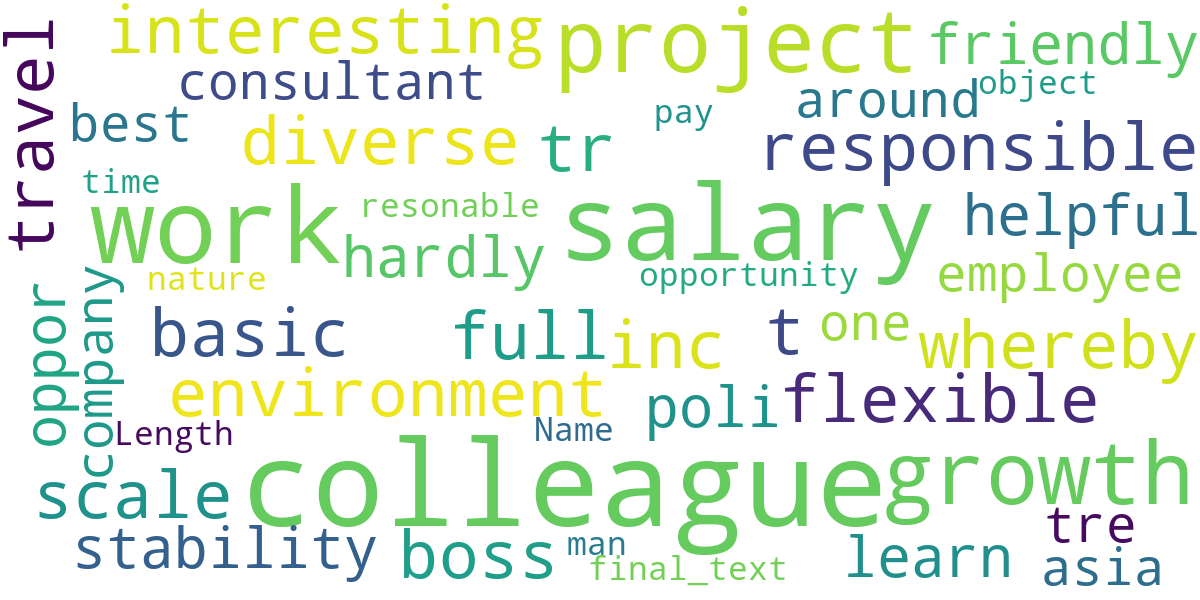 interesting
project
friendly
travel
consultant
object
best
pay
around
diverse
tr
responsible
time
work
resonable
salary
helpful
hardly
opportunity
employee
nature
company
oppor
basic
full
inc
t
one
whereby
environment
poli
flexible
Length
Name
colleague
growth
scale
tre
stability
boss
man
final_text
learn
asia